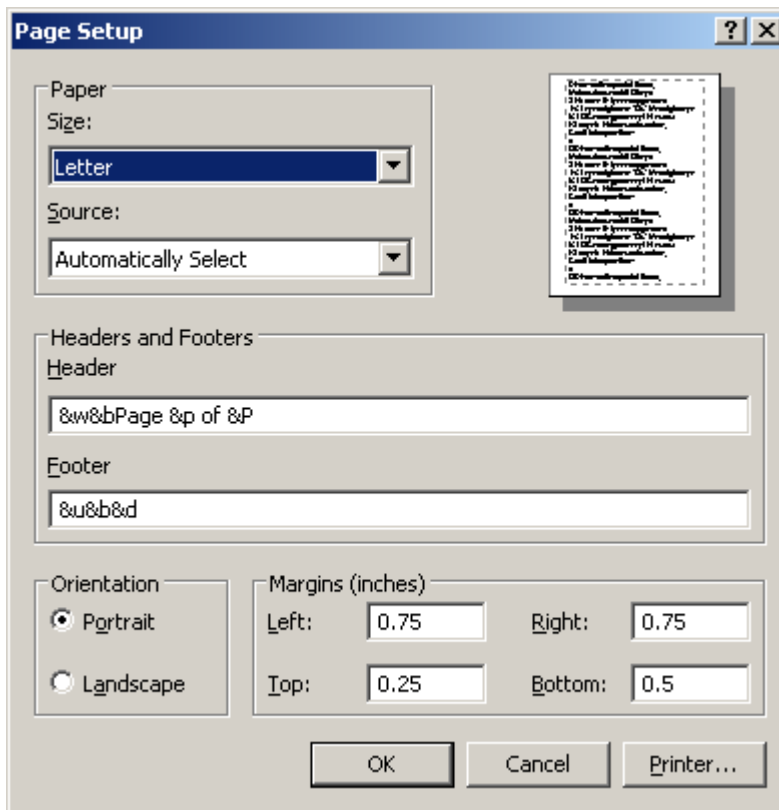 Page Setup
Paper
Size:
Letter
Source:
Automatically Select
Headers and Footers
Header
&w&bPage &p of &P
Footer
&u&b&d
Orientation
Portrait
Landscape
Margins (inches)
Left: 0.75 Right: 0.75
Top: 0.25 Bottom: 0.5
OK Cancel Printer...